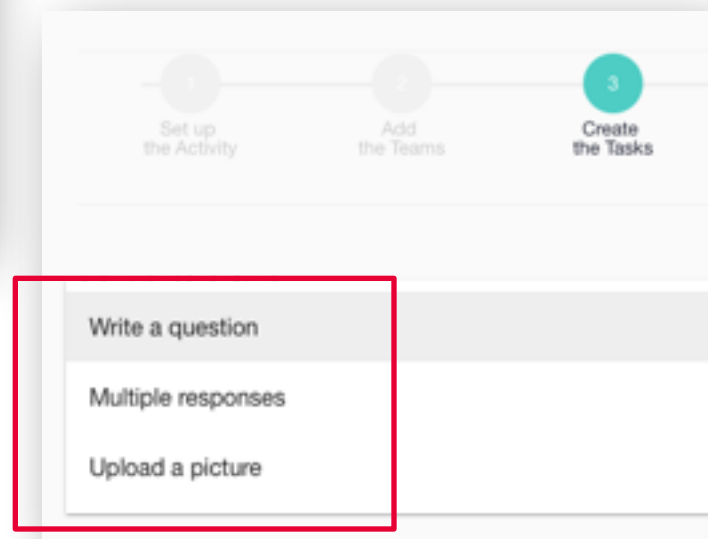 1
2
3
Set up
the Activity
Add
the Teams
Create
the Tasks
Write a question
Multiple responses
Upload a picture